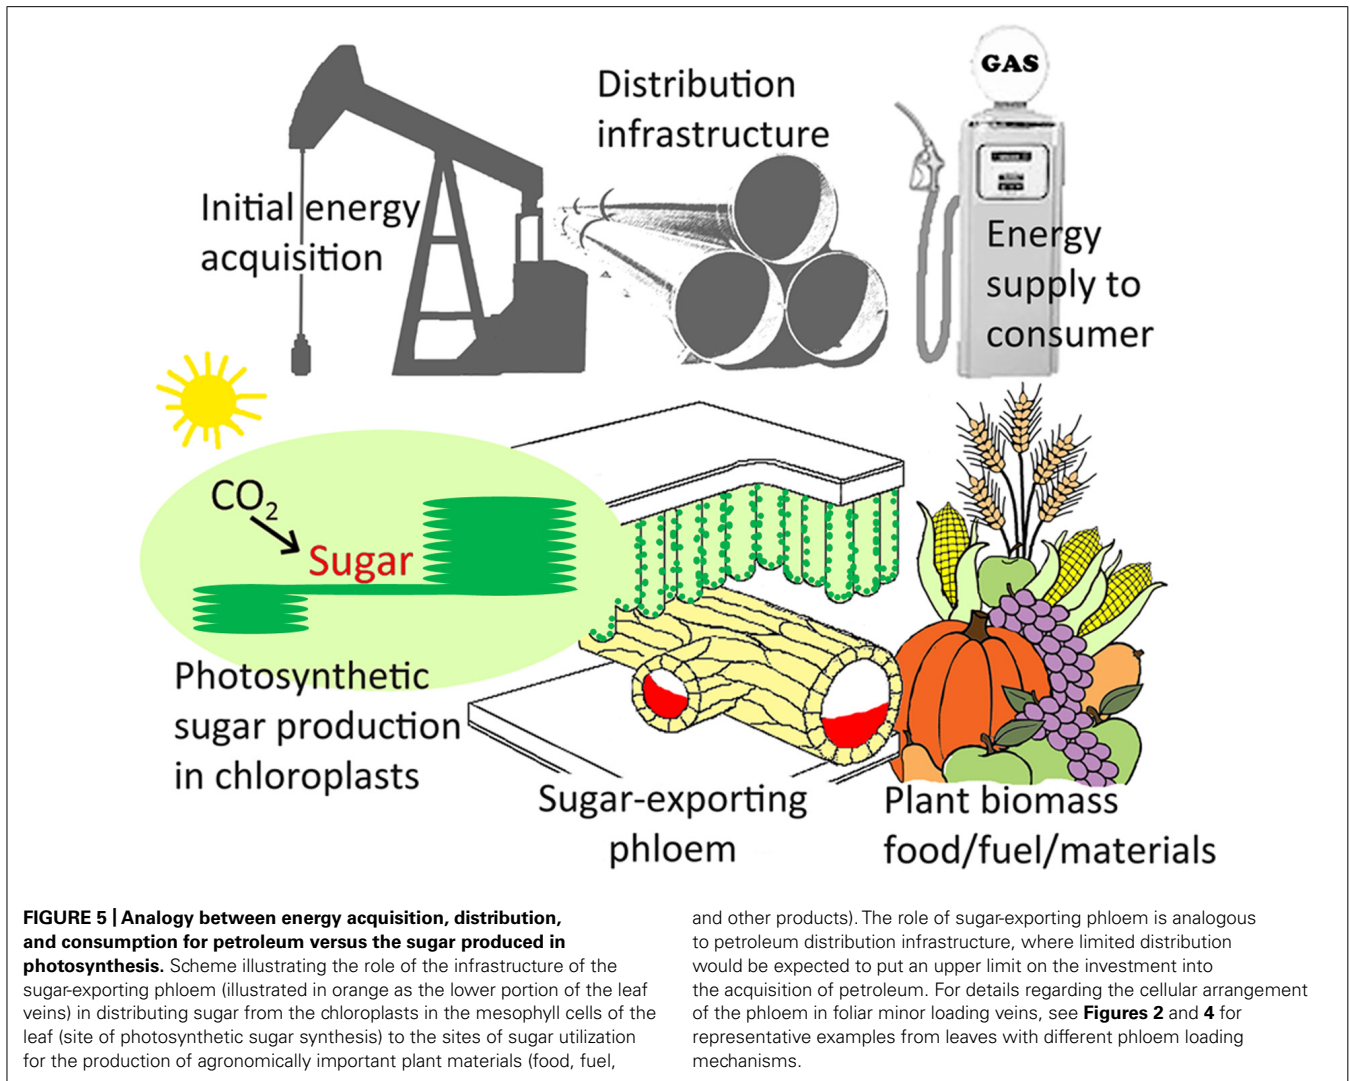 GAS
Distribution
infrastructure
Initial energy
acquisition
Energy
supply to
consumer
CO₂
Sugar
Photosynthetic
sugar production
in chloroplasts
Sugar-exporting
phloem
Plant biomass
food/fuel/materials
FIGURE 5 | Analogy between energy acquisition, distribution,
and consumption for petroleum versus the sugar produced in
photosynthesis. Scheme illustrating the role of the infrastructure of the
sugar-exporting phloem (illustrated in orange as the lower portion of the leaf
veins) in distributing sugar from the chloroplasts in the mesophyll cells of the
leaf (site of photosynthetic sugar synthesis) to the sites of sugar utilization
for the production of agronomically important plant materials (food, fuel,
and other products). The role of sugar-exporting phloem is analogous
to petroleum distribution infrastructure, where limited distribution
would be expected to put an upper limit on the investment into
the acquisition of petroleum. For details regarding the cellular arrangement
of the phloem in foliar minor loading veins, see Figures 2 and 4 for
representative examples from leaves with different phloem loading
mechanisms.